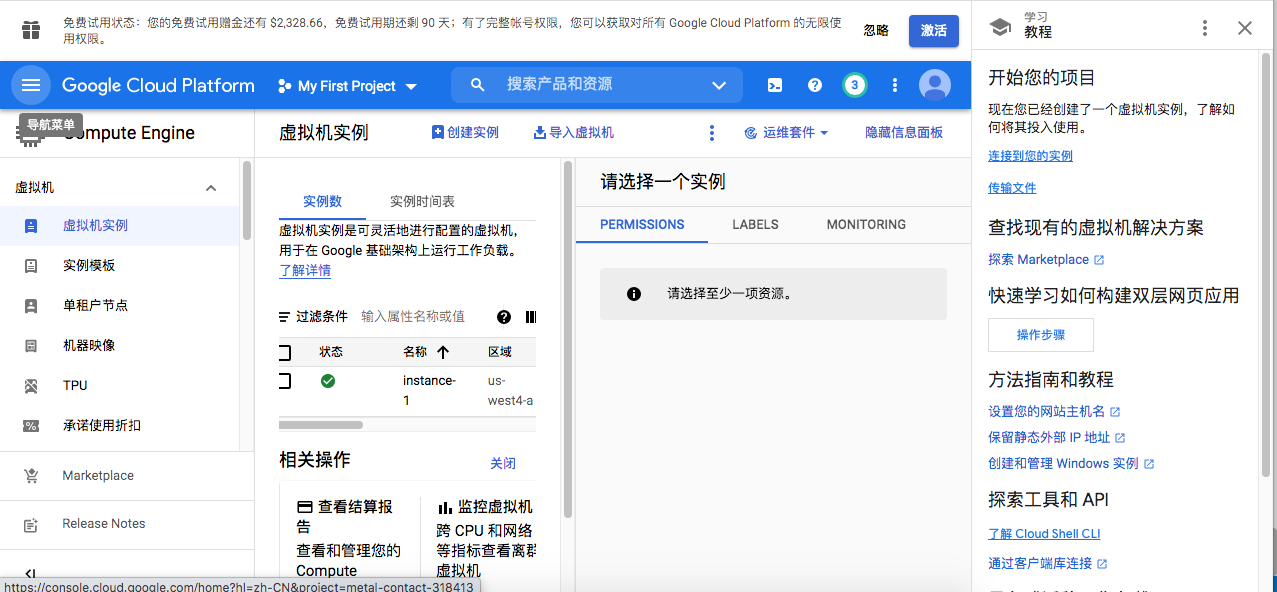 免费试用状态：您的免费试用赠金还有 $2,328.66，免费试用期还剩 90 天；有了完整帐号权限，您可以获取对所有 Google Cloud Platform 的无限使
用权限。
忽略
激活
Google Cloud Platform
My First Project
搜索产品和资源
3
导航菜单
Compute Engine
虚拟机
虚拟机实例
实例模板
单租户节点
机器映像
TPU
承诺使用折扣
Marketplace
Release Notes
虚拟机实例
创建实例
导入虚拟机
运维套件
隐藏信息面板
实例数
实例时间表
虚拟机实例是可灵活地进行配置的虚拟机，
用于在 Google 基础架构上运行工作负载。
了解详情
过滤条件
输入属性名称或值
状态
名称
区域
instance-
1
us-
west4-a
相关操作
关闭
查看结算报
告
查看和管理您的
Compute
监控虚拟机
跨 CPU 和网络
等指标查看离群
虚拟机
请选择一个实例
PERMISSIONS
LABELS
MONITORING
请选择至少一项资源。
学习
教程
开始您的项目
现在您已经创建了一个虚拟机实例，了解如
何将其投入使用。
连接到您的实例
传输文件
查找现有的虚拟机解决方案
探索 Marketplace
快速学习如何构建双层网页应用
操作步骤
方法指南和教程
设置您的网站主机名
保留静态外部 IP 地址
创建和管理 Windows 实例
探索工具和 API
了解 Cloud Shell CLI
通过客户端库连接
https://console.cloud.google.com/home?hl=zh-CN&project=metal-contact-318413